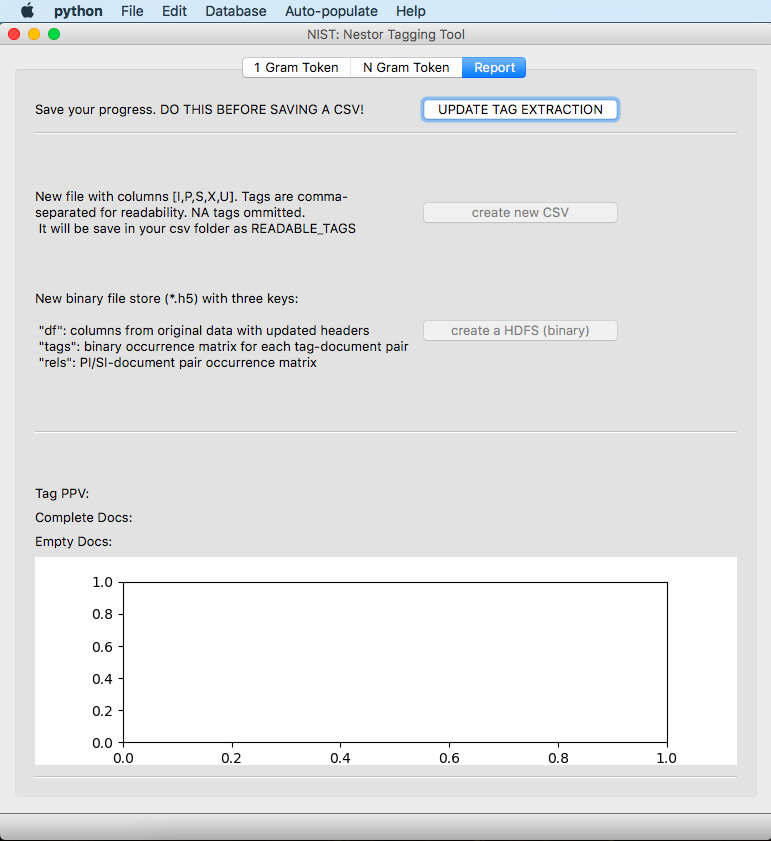 python File Edit Database Auto-populate Help
NIST: Nestor Tagging Tool
1 Gram Token N Gram Token Report
Save your progress. DO THIS BEFORE SAVING A CSV! UPDATE TAG EXTRACTION
New file with columns [I,P,S,X,U]. Tags are comma-
separated for readability. NA tags ommitted.
It will be save in your csv folder as READABLE_TAGS
create new CSV
New binary file store (*.h5) with three keys:
"df": columns from original data with updated headers
"tags": binary occurrence matrix for each tag-document pair
"rels": PI/SI-document pair occurrence matrix
create a HDFS (binary)
Tag PPV:
Complete Docs:
Empty Docs:
1.0
0.8
0.6
0.4
0.2
0.0
0.0 0.2 0.4 0.6 0.8 1.0